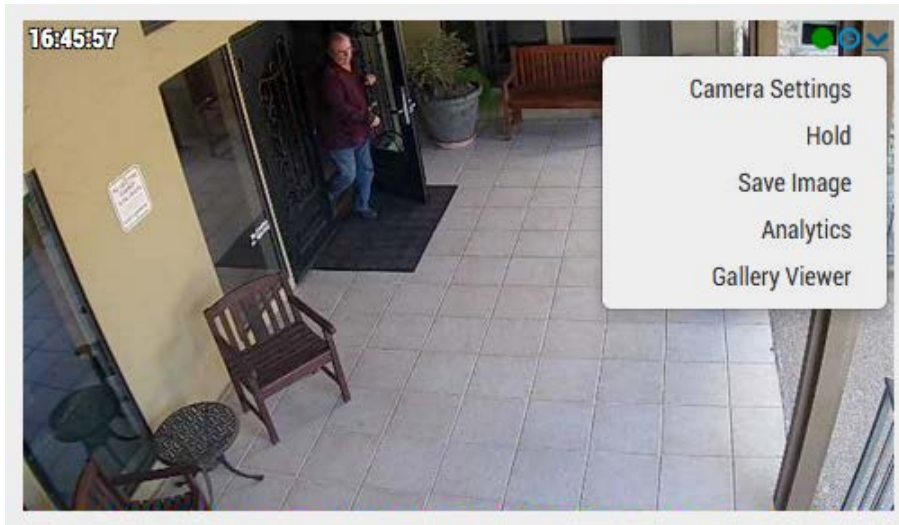 16:45:57
Camera Settings
Hold
Save Image
Analytics
Gallery Viewer